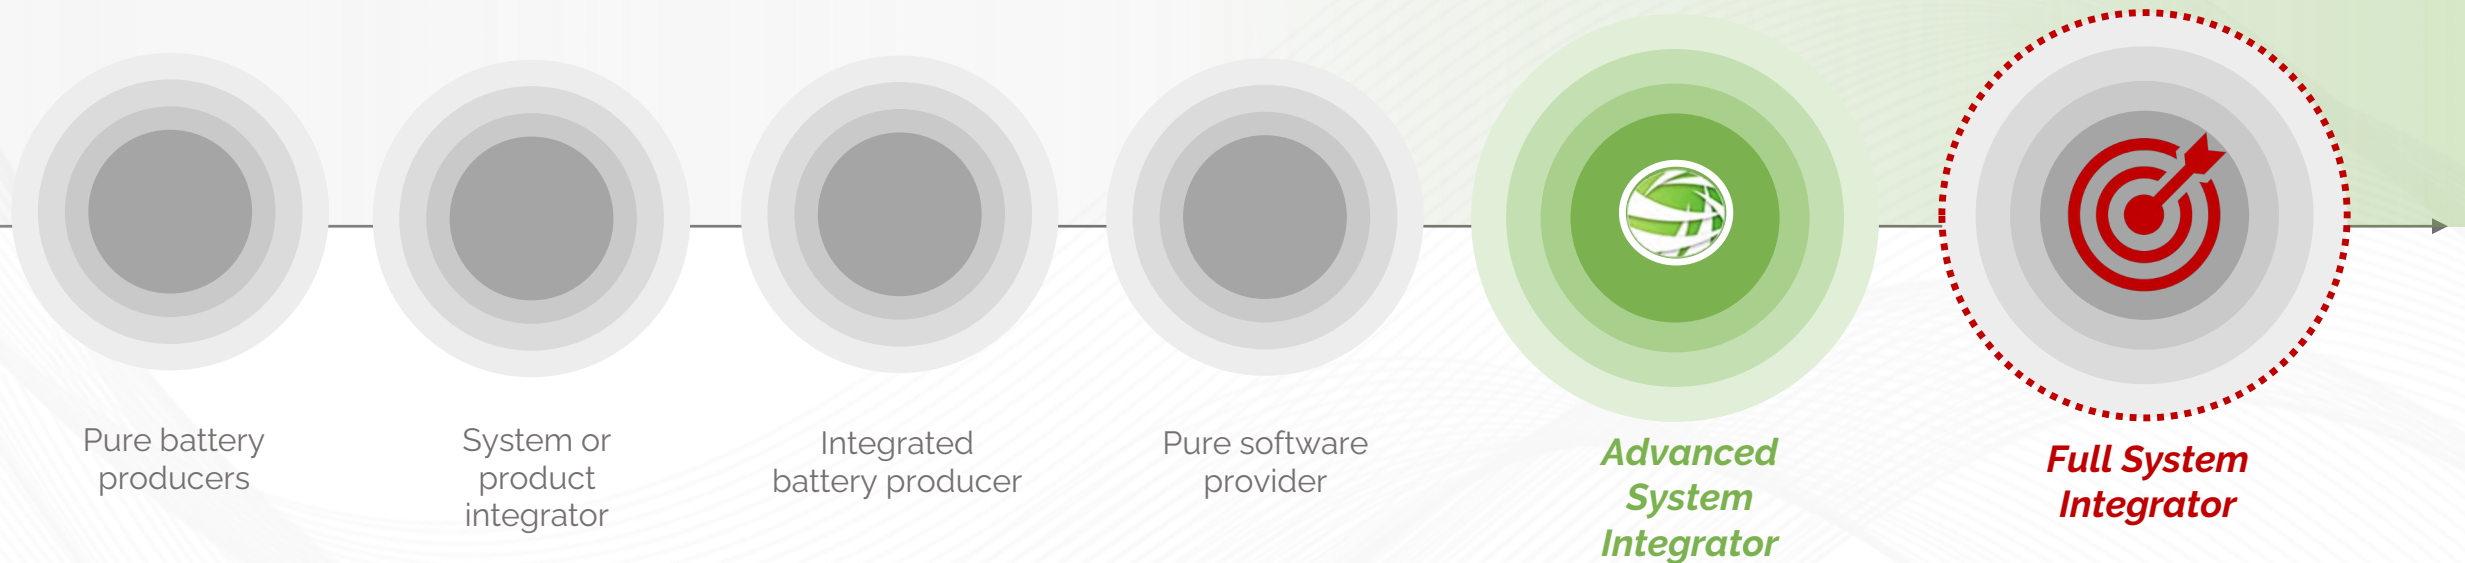 Pure battery
producers
System or
product
integrator
Integrated
battery producer
Pure software
provider
Advanced
System
Integrator
Full System
Integrator